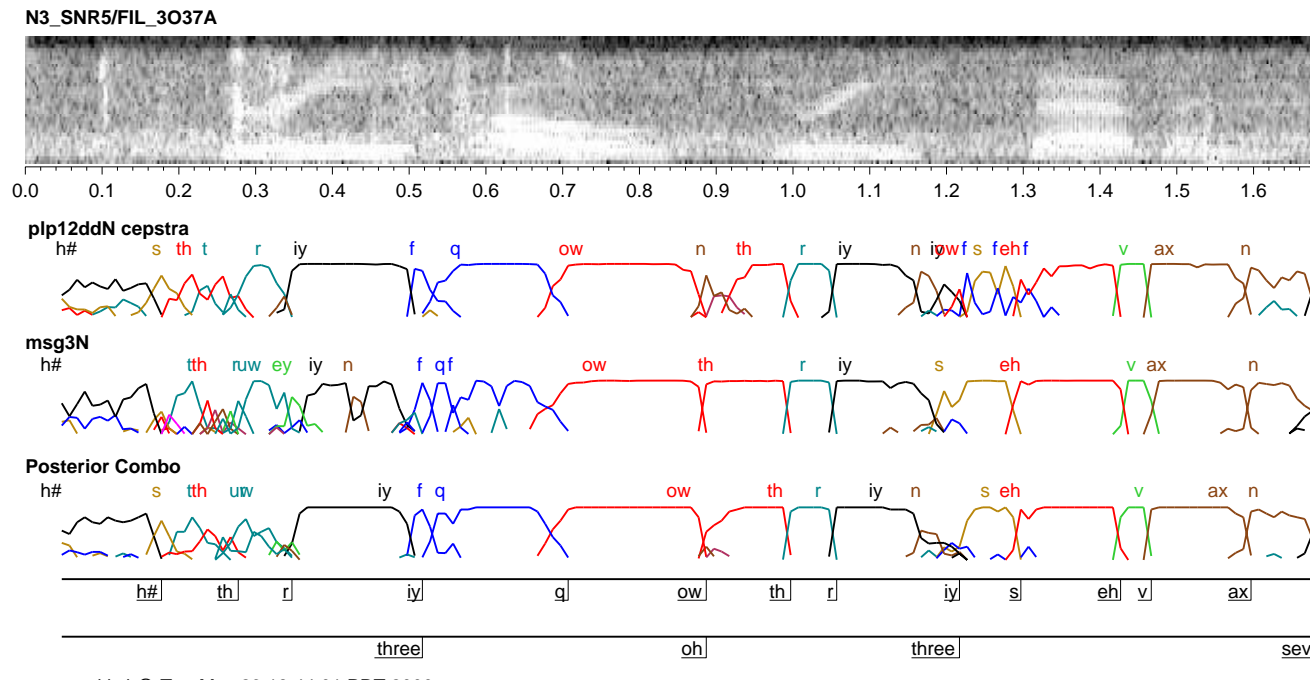 N3_SNR5/FIL_3O37A
0.0 0.1 0.2 0.3 0.4 0.5 0.6 0.7 0.8 0.9 1.0 1.1 1.2 1.3 1.4 1.5 1.6
plp12ddN cepstra
h# s th t r iy f q ow n th r iy n iy ow f s f eh f v ax n
msg3N
h# t th r uw ey iy n f q f ow th r iy s eh v ax n
Posterior Combo
h# s t th uw r iy f q ow th r iy n s eh v ax n
h# th r iy q ow th r iy s eh v ax
three oh three sev